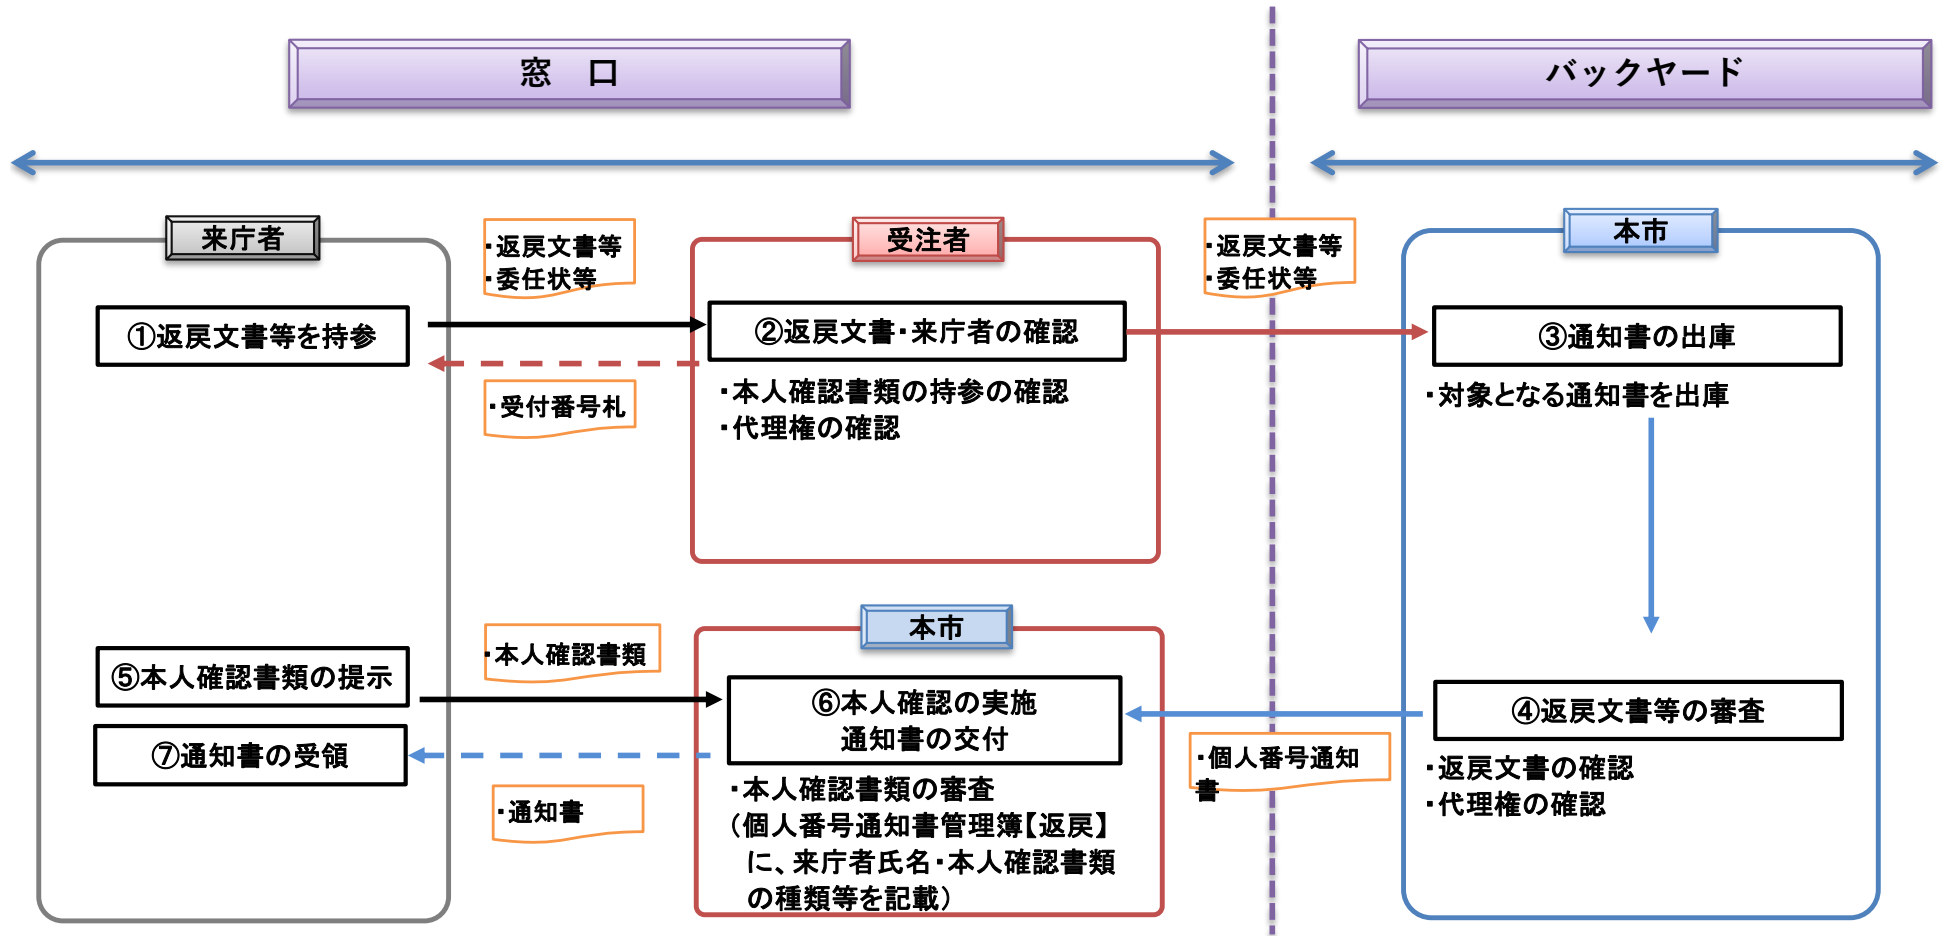 窓　口
バックヤード
来庁者
・返戻文書等
・委任状等
受注者
・返戻文書等
・委任状等
本市
①返戻文書等を持参
②返戻文書・来庁者の確認
③通知書の出庫
・受付番号札
・本人確認書類の持参の確認
・代理権の確認
・対象となる通知書を出庫
本市
⑤本人確認書類の提示
・本人確認書類
⑥本人確認の実施
通知書の交付
④返戻文書等の審査
⑦通知書の受領
・通知書
・個人番号通知
書
・本人確認書類の審査
（個人番号通知書管理簿【返戻】
に、来庁者氏名・本人確認書類
の種類等を記載）
・返戻文書の確認
・代理権の確認